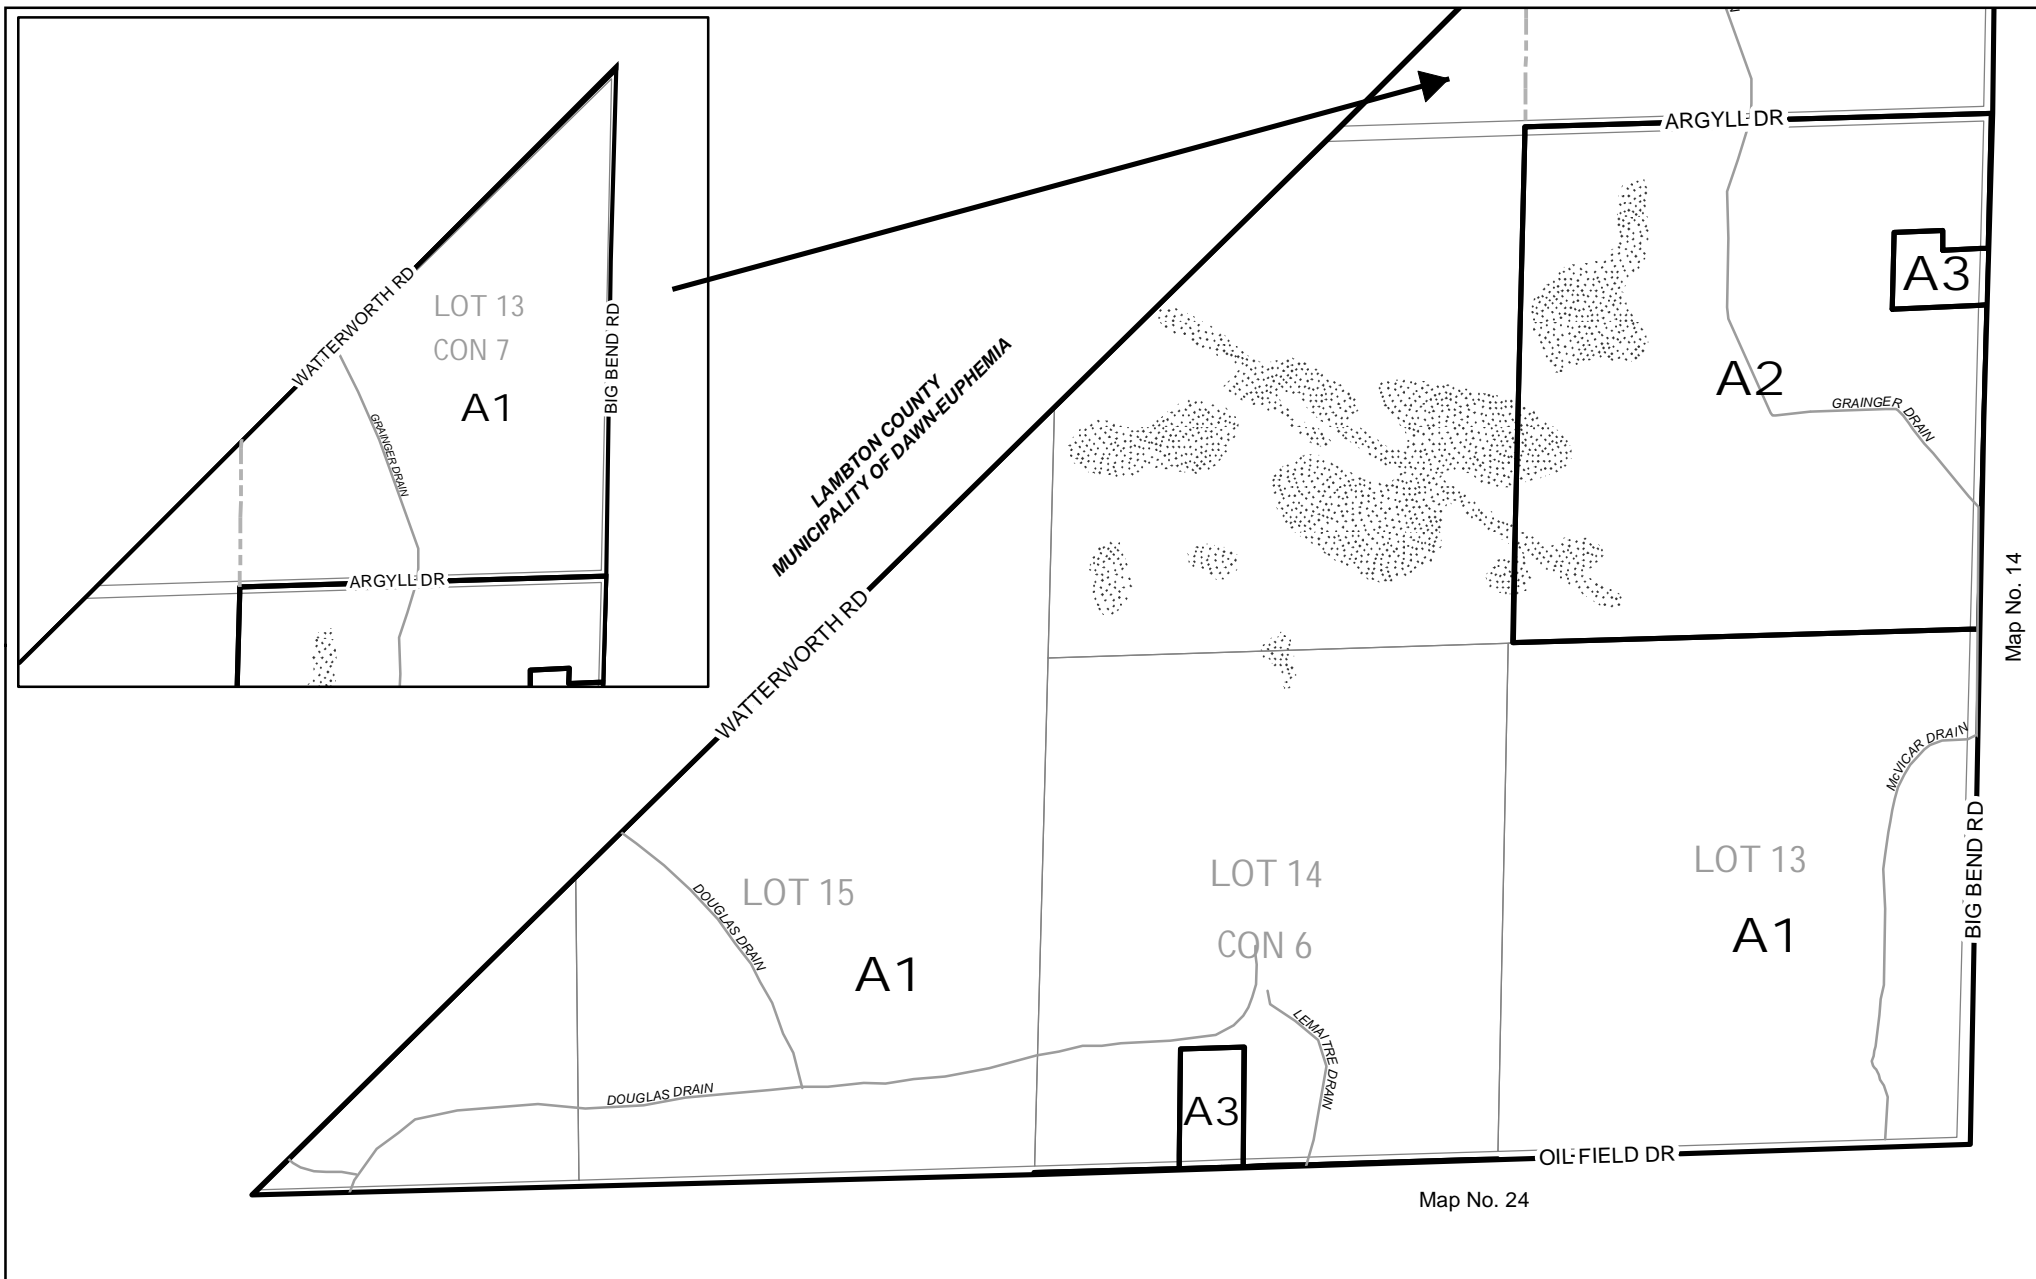 WATTERWORTH RD
LOT 13
CON 7
A1
BIG BEND RD
GRAINGER DRAIN
ARGYLL DR
ARGYLL DR
A3
A2
GRAINGER DRAIN
LAMBTON COUNTY
MUNICIPALITY OF DAWN-EUPHEMIA
WATTERWORTH RD
Map No. 14
McVICAR DRAIN
BIG BEND RD
LOT 15
A1
DOUGLAS DRAIN
LOT 14
CON 6
LOT 13
A1
LEMAITRE DRAIN
DOUGLAS DRAIN
A3
OIL FIELD DR
Map No. 24